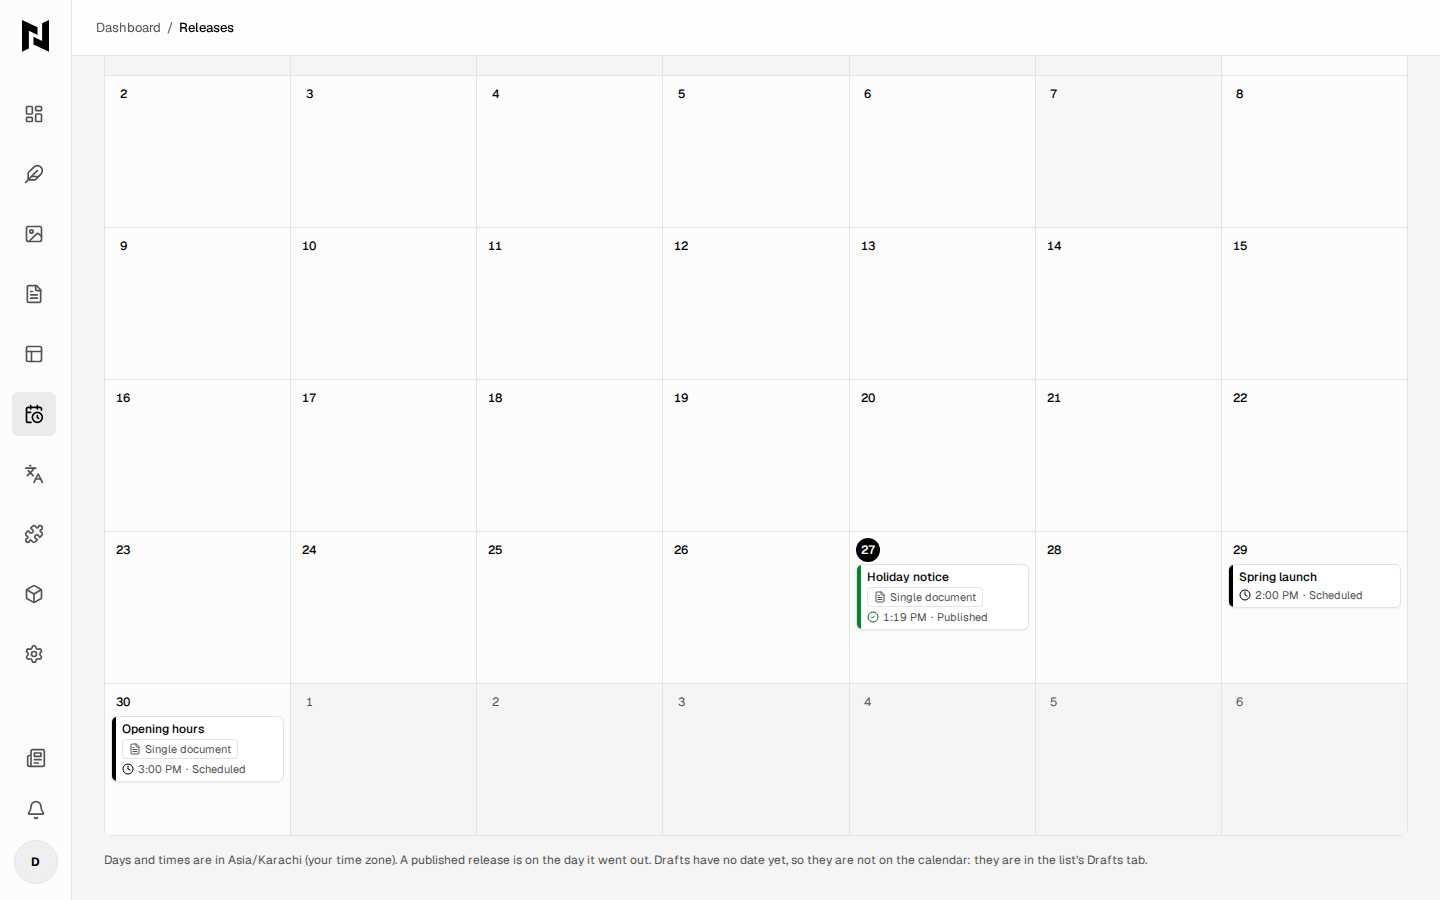 Dashboard / Releases
2 3 4 5 6 7 8
9 10 11 12 13 14 15
16 17 18 19 20 21 22
23 24 25 26 27 28 29
Holiday notice
Single document
1:19 PM · Published
Spring launch
2:00 PM · Scheduled
30 1 2 3 4 5 6
Opening hours
Single document
3:00 PM · Scheduled
D
Days and times are in Asia/Karachi (your time zone). A published release is on the day it went out. Drafts have no date yet, so they are not on the calendar: they are in the list's Drafts tab.